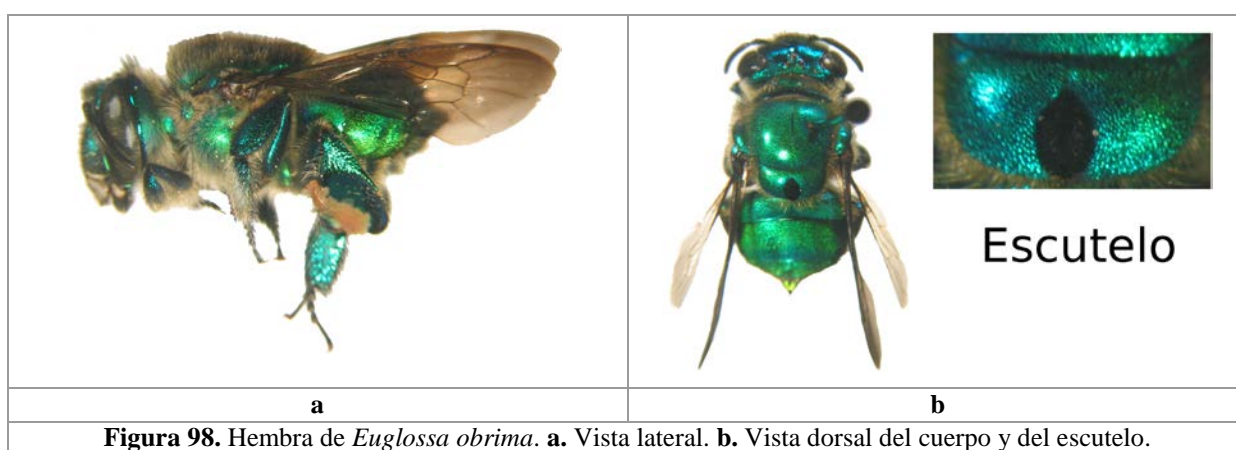 Escutelo
a
b
Figura 98. Hembra de Euglossa obrima. a. Vista lateral. b. Vista dorsal del cuerpo y del escutelo.